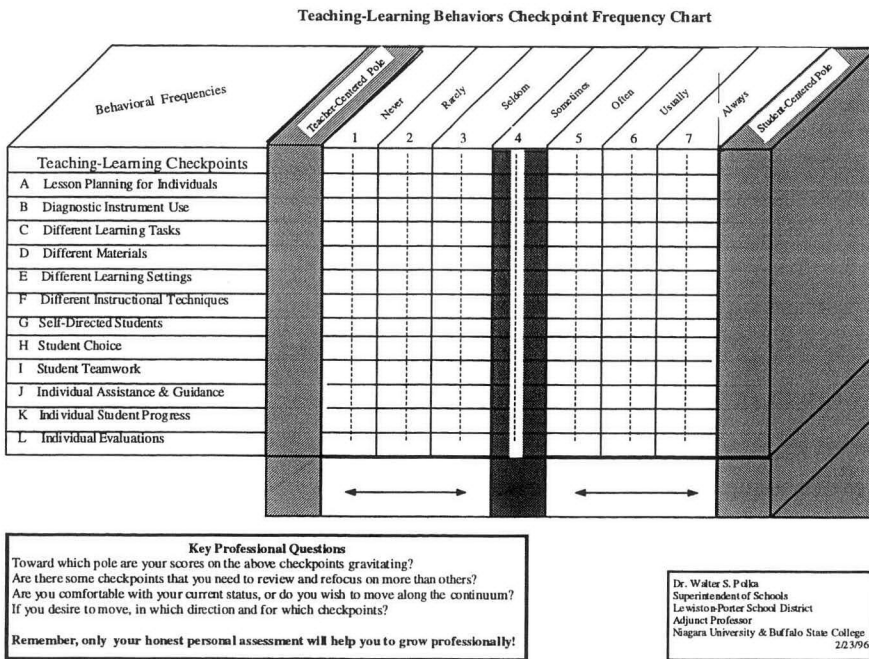 Teaching-Learning Behaviors Checkpoint Frequency Chart
Behavioral Frequencies
Teacher-Centered Pole
Never
Rarely
Seldom
Sometimes
Often
Usually
Always
Student-Centered Pole
1 2 3 4 5 6 7
Teaching-Learning Checkpoints
A Lesson Planning for Individuals
B Diagnostic Instrument Use
C Different Learning Tasks
D Different Materials
E Different Learning Settings
F Different Instructional Techniques
G Self-Directed Students
H Student Choice
I Student Teamwork
J Individual Assistance & Guidance
K Individual Student Progress
L Individual Evaluations
Key Professional Questions
Toward which pole are your scores on the above checkpoints gravitating?
Are there some checkpoints that you need to review and refocus on more than others?
Are you comfortable with your current status, or do you wish to move along the continuum?
If you desire to move, in which direction and for which checkpoints?
Remember, only your honest personal assessment will help you to grow professionally!
Dr. Walter S. Polka
Superintendent of Schools
Lewiston-Porter School District
Adjunct Professor
Niagara University & Buffalo State College
2/23/96